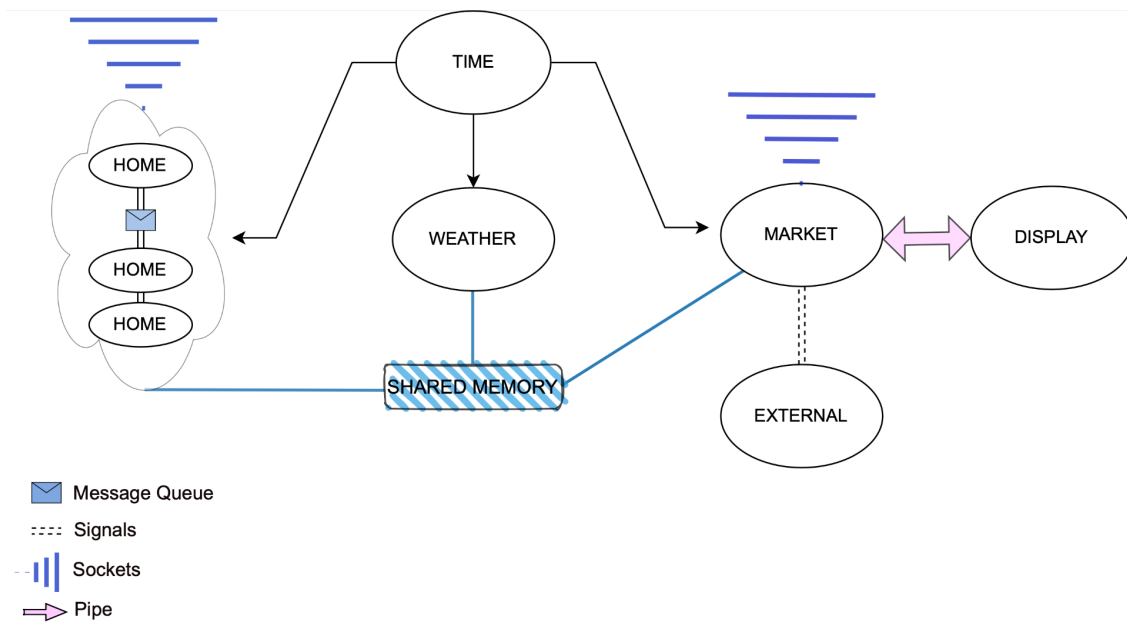 TIME
HOME
WEATHER
MARKET
DISPLAY
HOME
HOME
SHARED MEMORY
EXTERNAL
Message Queue
Signals
Sockets
Pipe